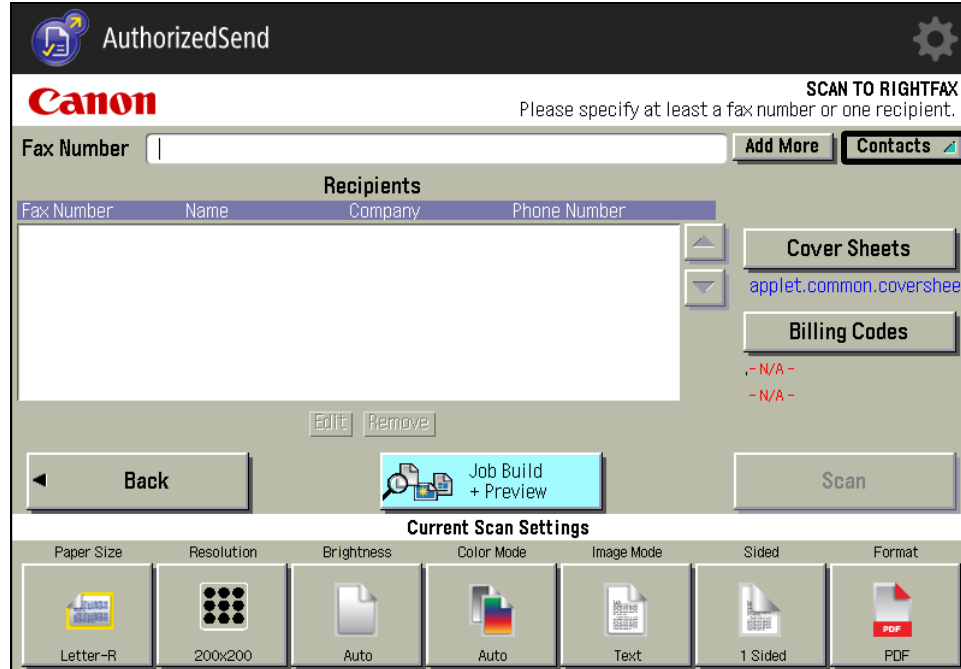 AuthorizedSend
Canon
SCAN TO RIGHTFAX
Please specify at least a fax number or one recipient.
Fax Number
Add More
Contacts
Recipients
Fax Number Name Company Phone Number
Cover Sheets
applet.common.covershee
Billing Codes
,- N/A -
- N/A -
Edit Remove
Back
Job Build
+ Preview
Scan
Current Scan Settings
Paper Size Resolution Brightness Color Mode Image Mode Sided Format
PDF
Letter-R 200x200 Auto Auto Text 1 Sided PDF